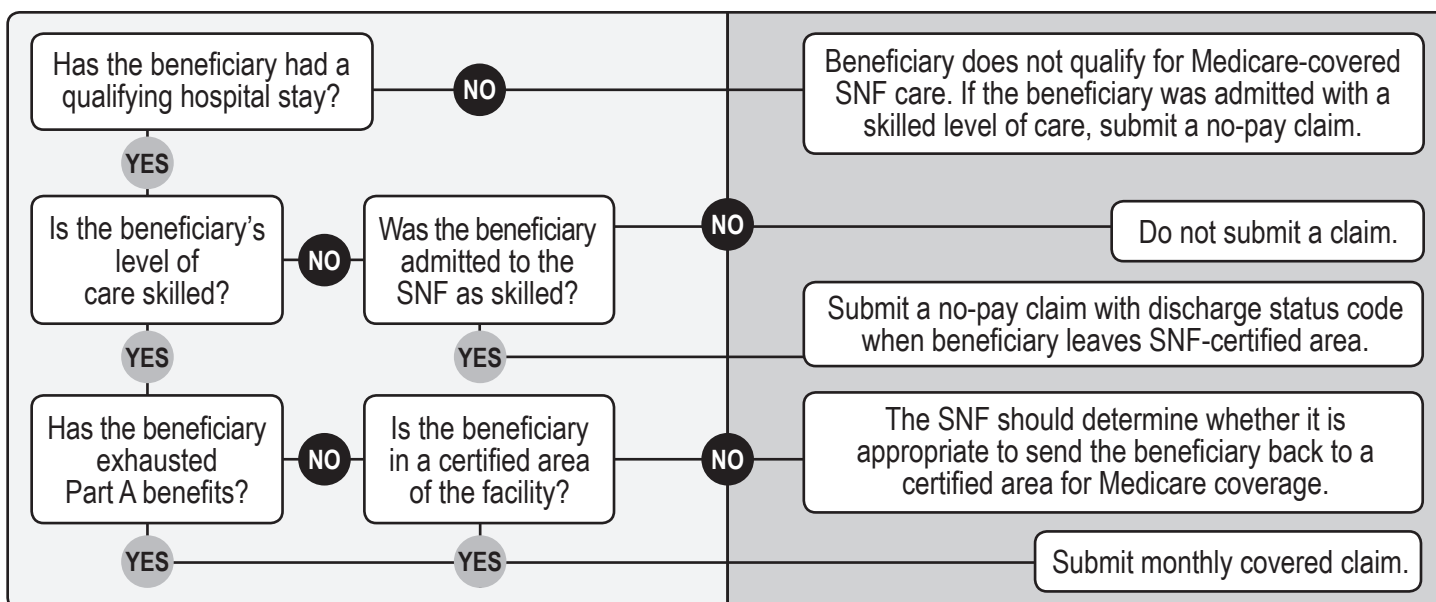 Has the beneficiary had a
qualifying hospital stay?
NO
Beneficiary does not qualify for Medicare-covered
SNF care. If the beneficiary was admitted with a
skilled level of care, submit a no-pay claim.
YES
Is the beneficiary’s
level of
care skilled?
NO
Was the beneficiary
admitted to the
SNF as skilled?
NO
Do not submit a claim.
YES
YES
Submit a no-pay claim with discharge status code
when beneficiary leaves SNF-certified area.
Has the beneficiary
exhausted
Part A benefits?
NO
Is the beneficiary
in a certified area
of the facility?
NO
The SNF should determine whether it is
appropriate to send the beneficiary back to a
certified area for Medicare coverage.
YES
YES
Submit monthly covered claim.